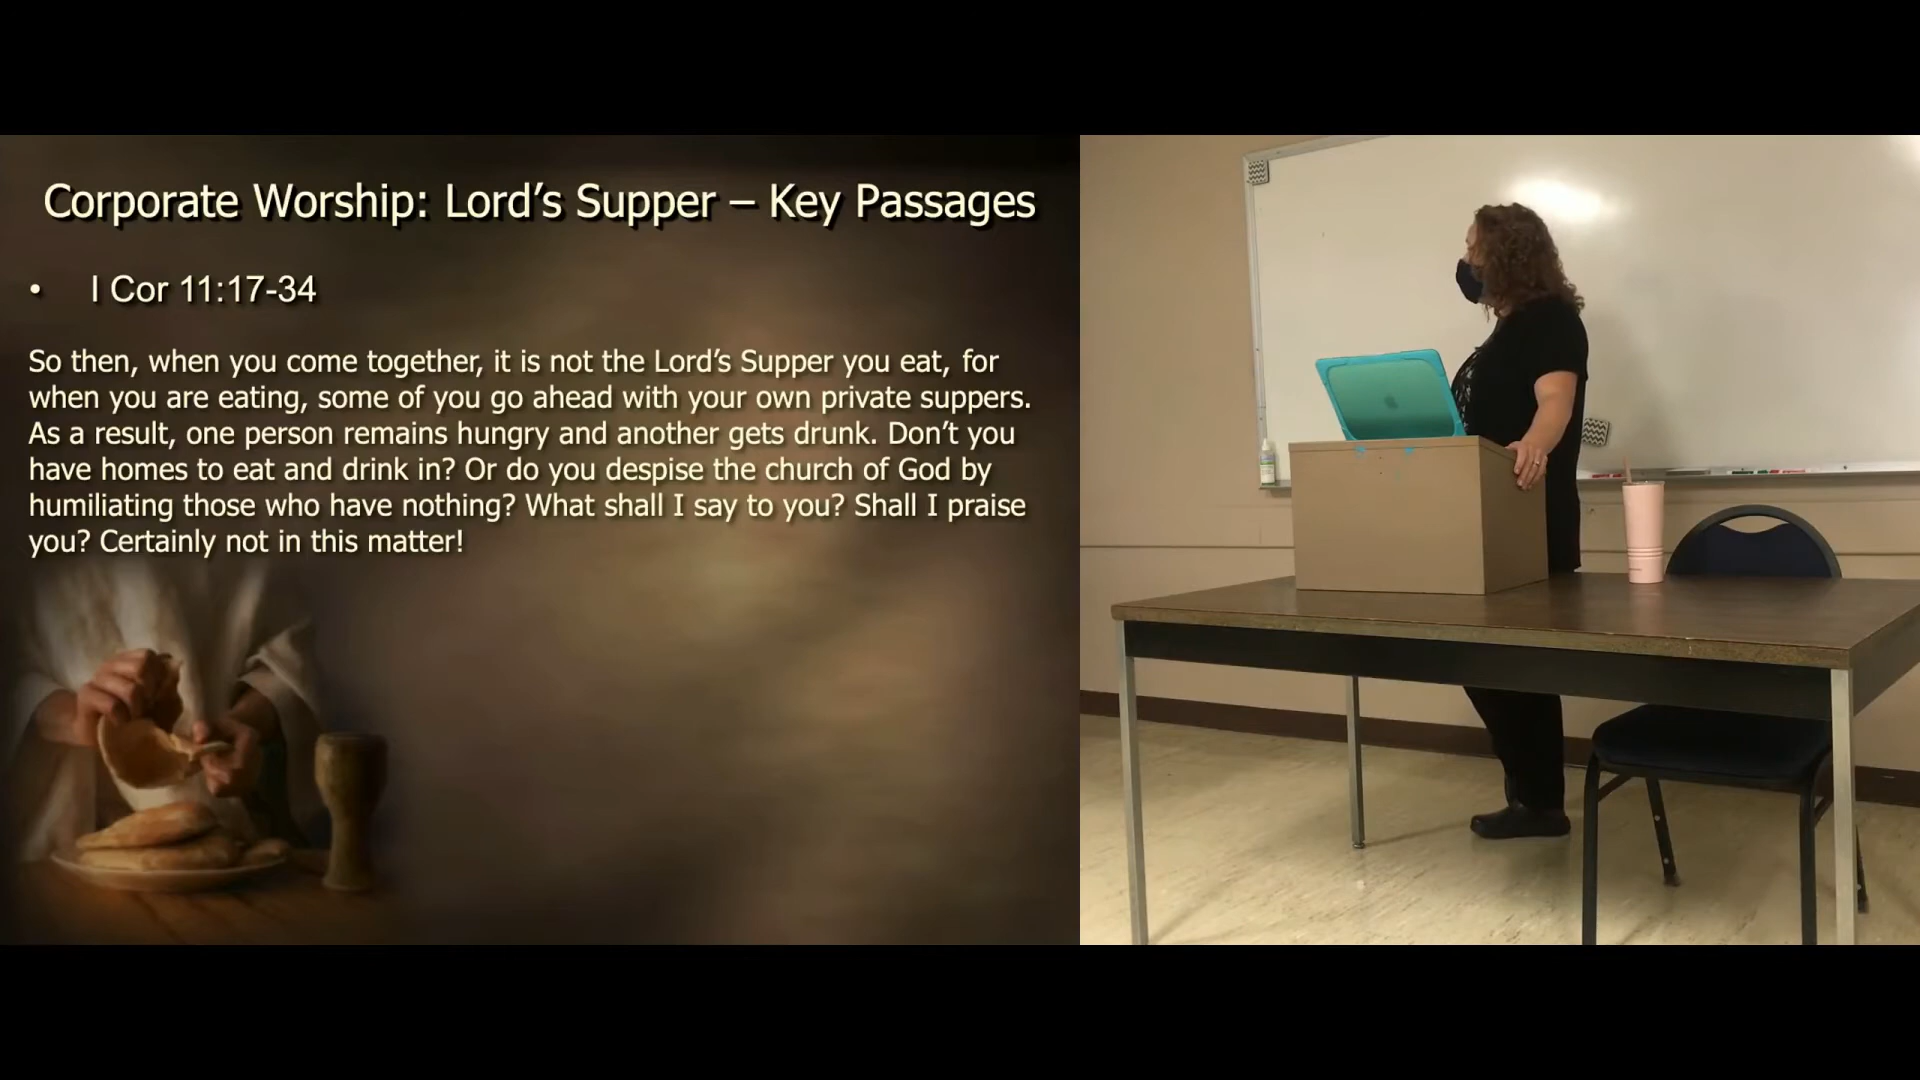 Corporate Worship: Lord’s Supper – Key Passages
• I Cor 11:17-34
So then, when you come together, it is not the Lord’s Supper you eat, for
when you are eating, some of you go ahead with your own private suppers.
As a result, one person remains hungry and another gets drunk. Don’t you
have homes to eat and drink in? Or do you despise the church of God by
humiliating those who have nothing? What shall I say to you? Shall I praise
you? Certainly not in this matter!